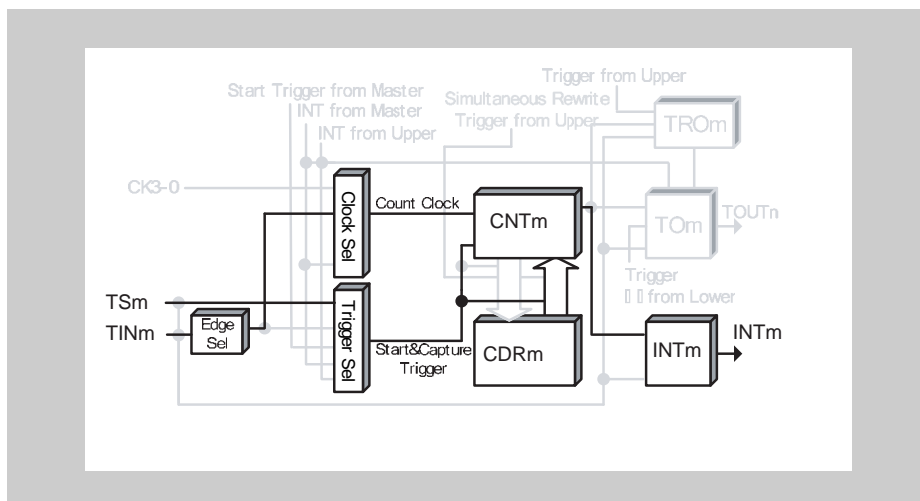 Trigger from Upper
Start Trigger from Master
Simultaneous Rewrite
INT from Master
Trigger from Upper
INT from Upper
TROm
CK3-0
Clock Sel
Count Clock
CNTm
TOm
TOUTn
Trigger
from Lower
TSm
TINm
Edge
Sel
Trigger Sel
Start&Capture
Trigger
CDRm
INTm
INTm